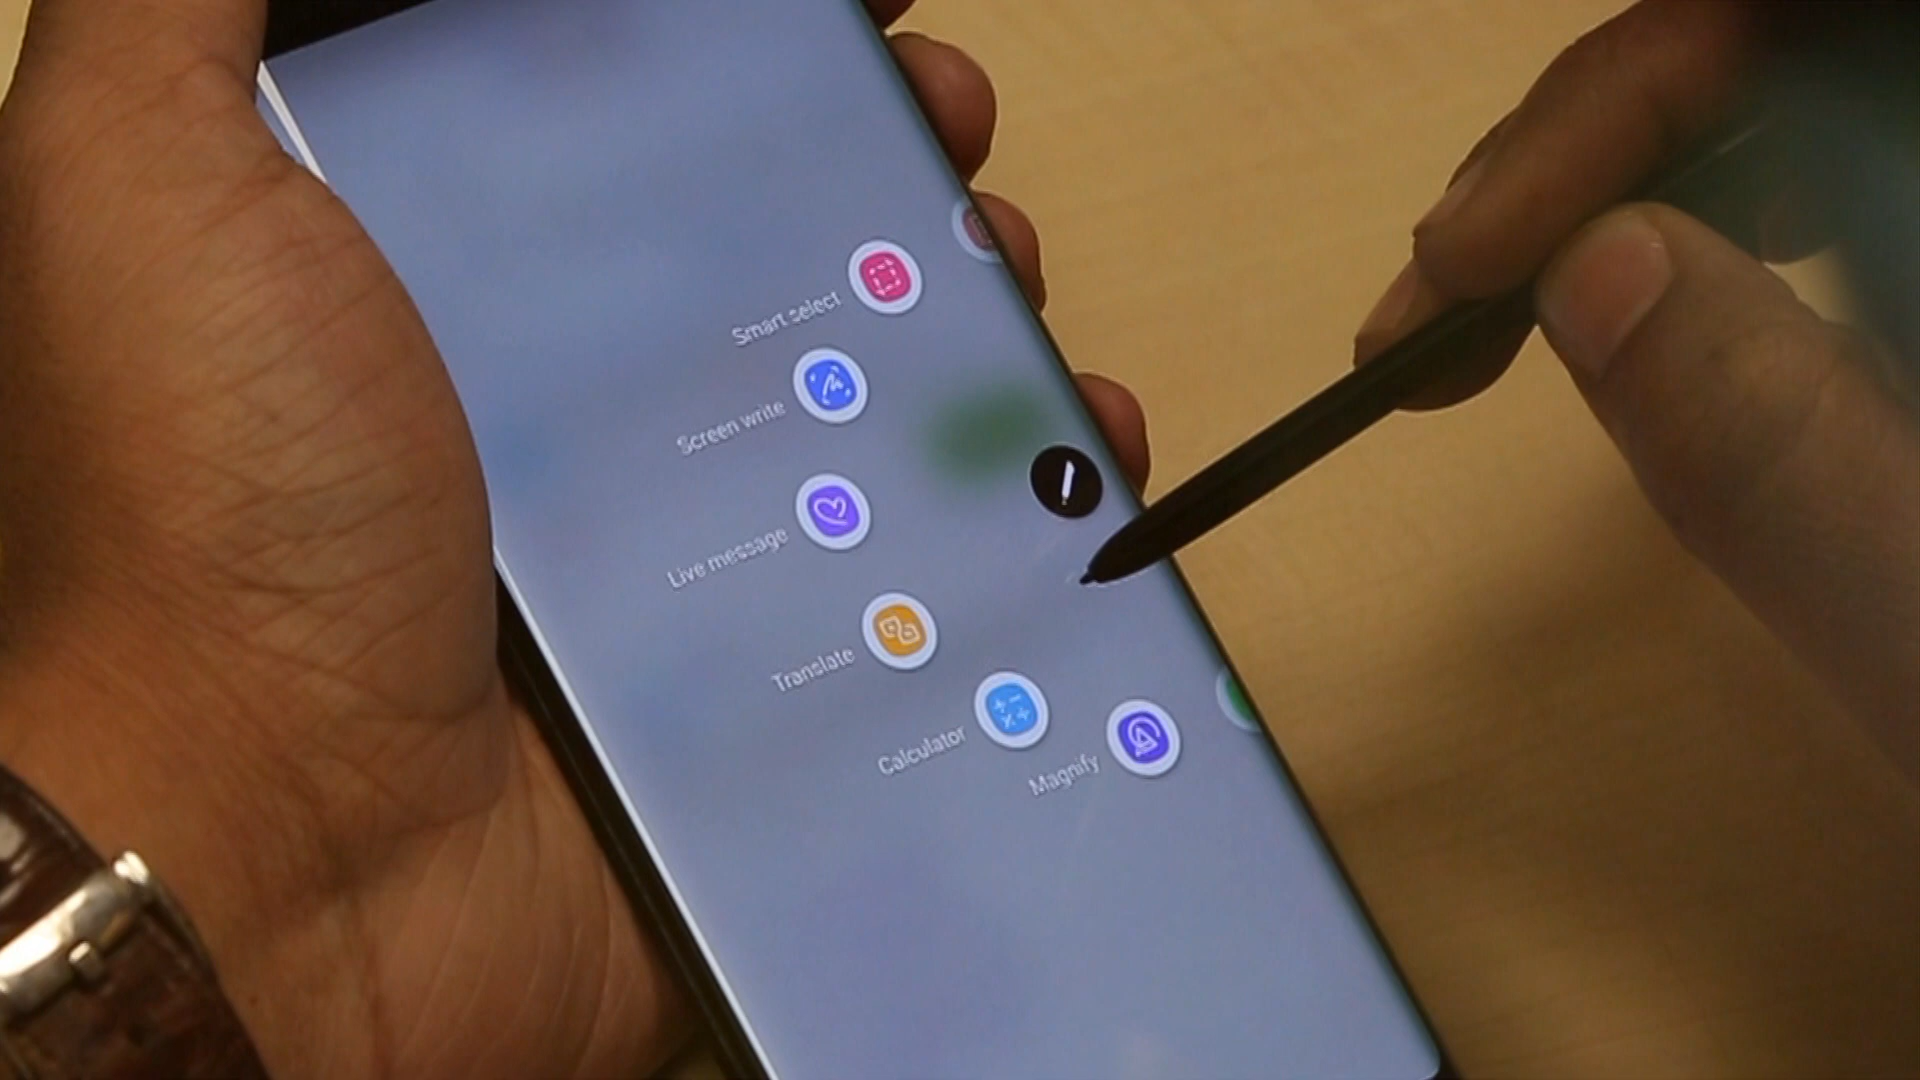 Smart select
Screen write
Live message
Translate
Calculator
Magnify